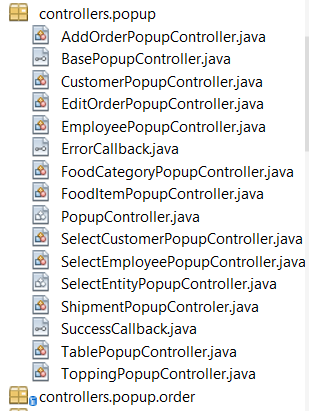 controllers.popup
AddOrderPopupController.java
BasePopupController.java
CustomerPopupController.java
EditOrderPopupController.java
EmployeePopupController.java
ErrorCallback.java
FoodCategoryPopupController.java
FoodItemPopupController.java
PopupController.java
SelectCustomerPopupController.java
SelectEmployeePopupController.java
SelectEntityPopupController.java
ShipmentPopupControler.java
SuccessCallback.java
TablePopupController.java
ToppingPopupController.java
controllers.popup.order